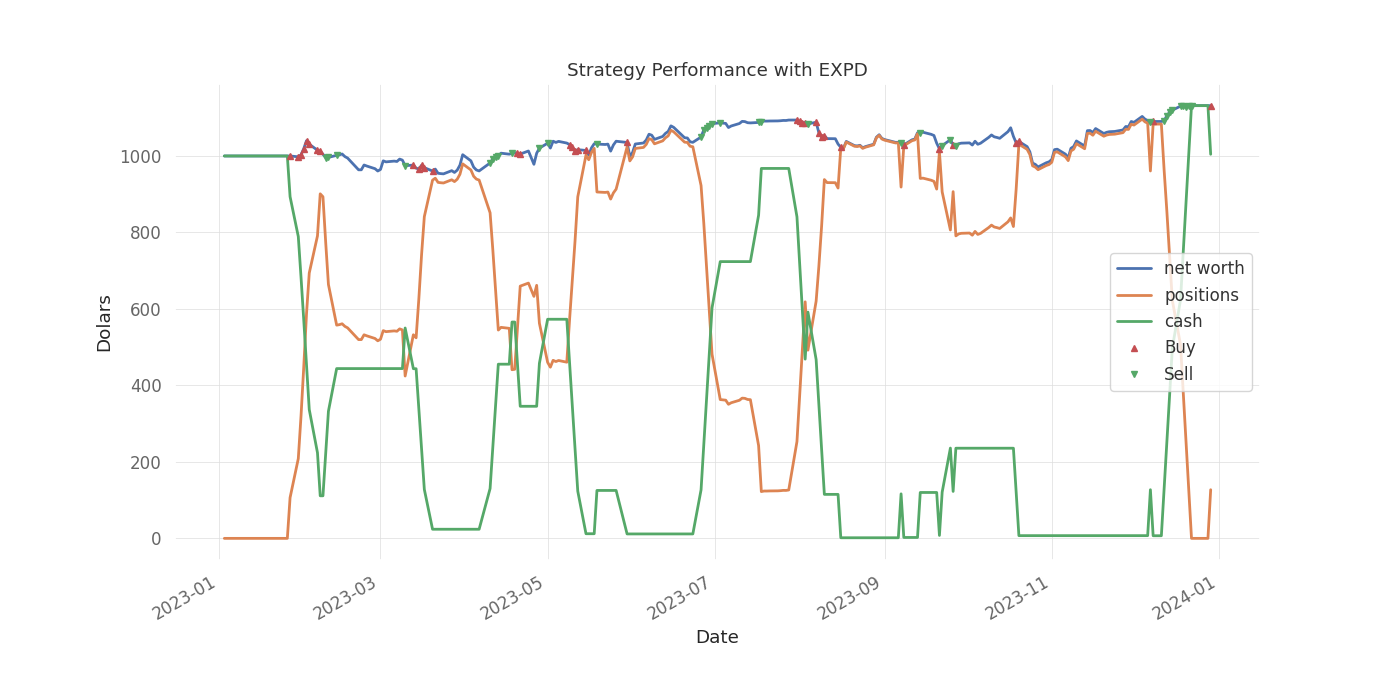 Strategy Performance with EXPD
Dolars
1000
800
600
400
200
0
net worth
positions
cash
Buy
Sell
2023-01
2023-03
2023-05
2023-07
2023-09
2023-11
2024-01
Date